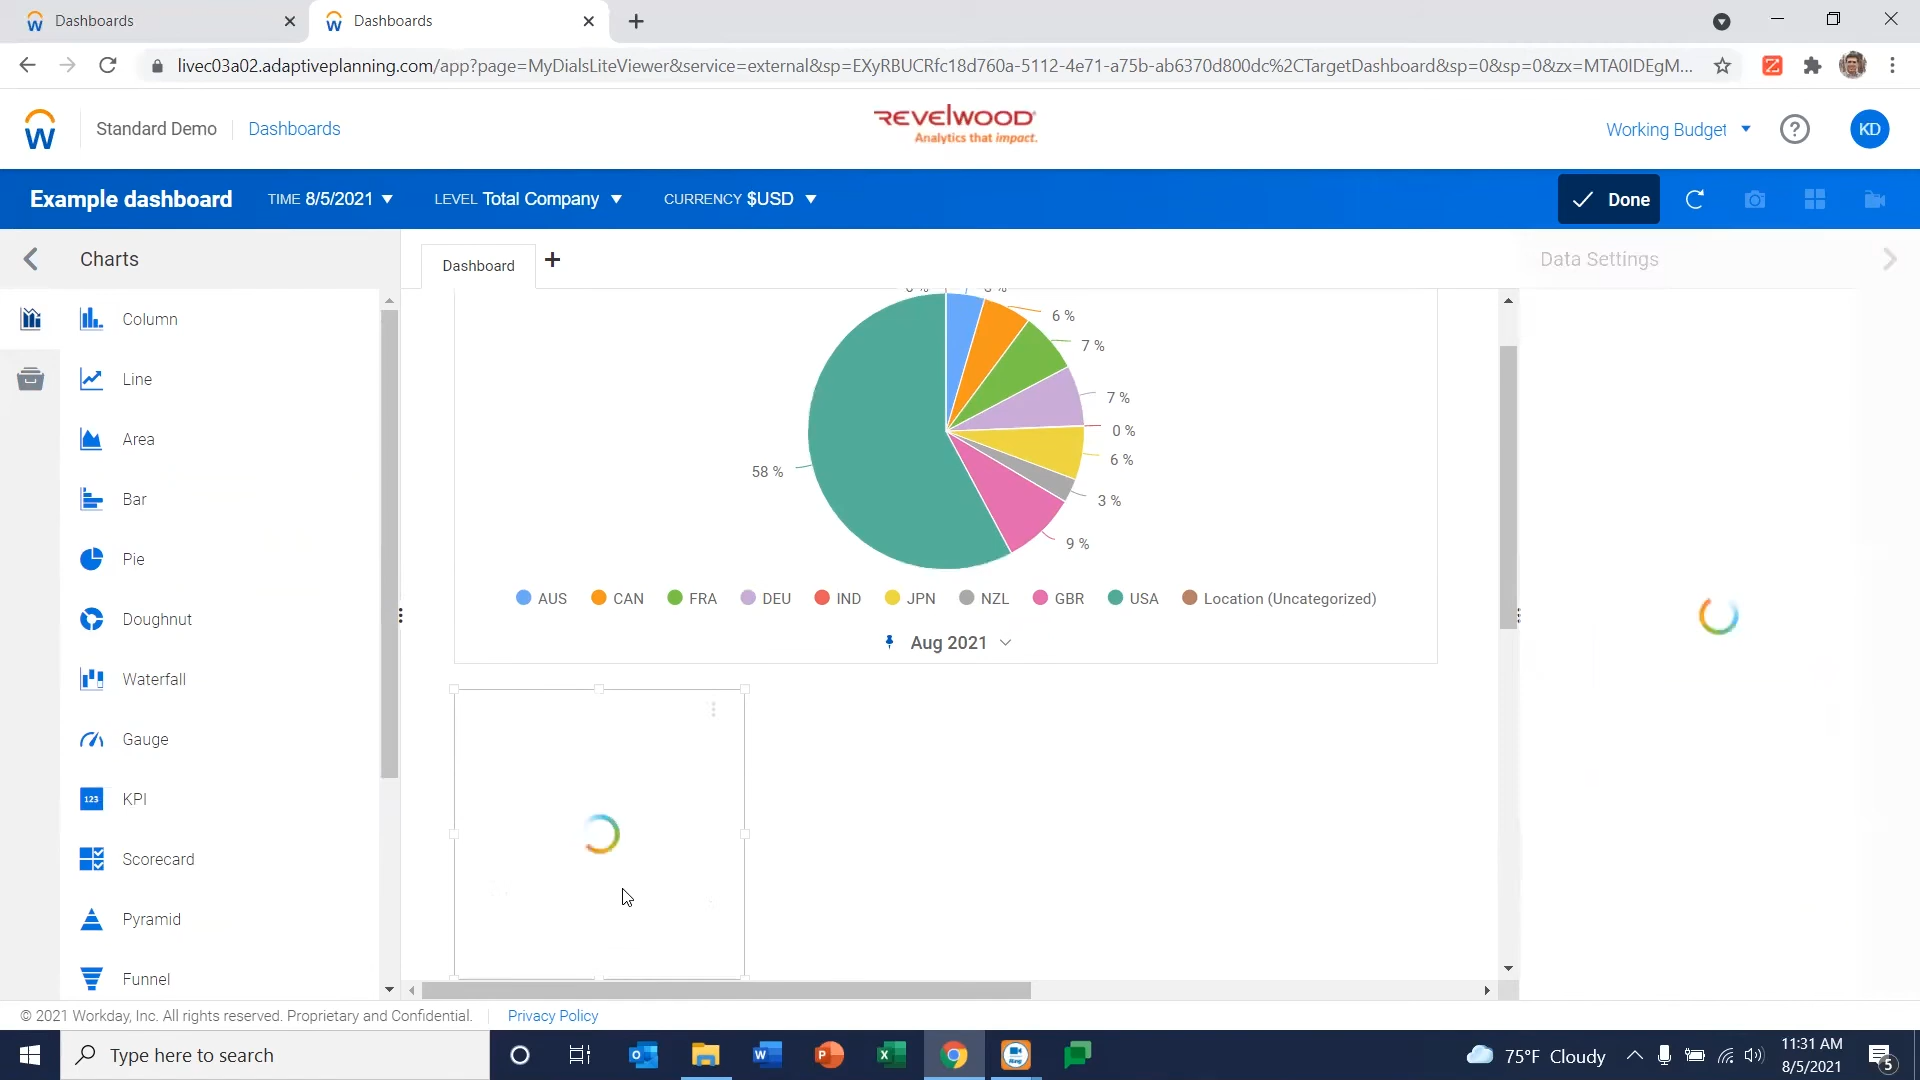 Dashboards
Dashboards
livec03a02.adaptiveplanning.com/app?page=MyDialsLiteViewer&service=external&sp=EXyRBUCRfc18d760a-5112-4e71-a75b-ab6370d800dc%2CTargetDashboard&sp=0&sp=0&zx=MTA0IDEgM...
Standard Demo
Dashboards
REVELWOOD
Analytics that impact.
Working Budget
KD
Example dashboard
TIME 8/5/2021
LEVEL Total Company
CURRENCY $USD
Done
Charts
Dashboard
Data Settings
Column
Line
Area
Bar
Pie
Doughnut
Waterfall
Gauge
123
KPI
Scorecard
Pyramid
Funnel
6 %
7 %
7 %
0 %
6 %
3 %
9 %
58 %
AUS
CAN
FRA
DEU
IND
JPN
NZL
GBR
USA
Location (Uncategorized)
Aug 2021
© 2021 Workday, Inc. All rights reserved. Proprietary and Confidential.
Privacy Policy
Type here to search
75°F Cloudy
11:31 AM
8/5/2021
5